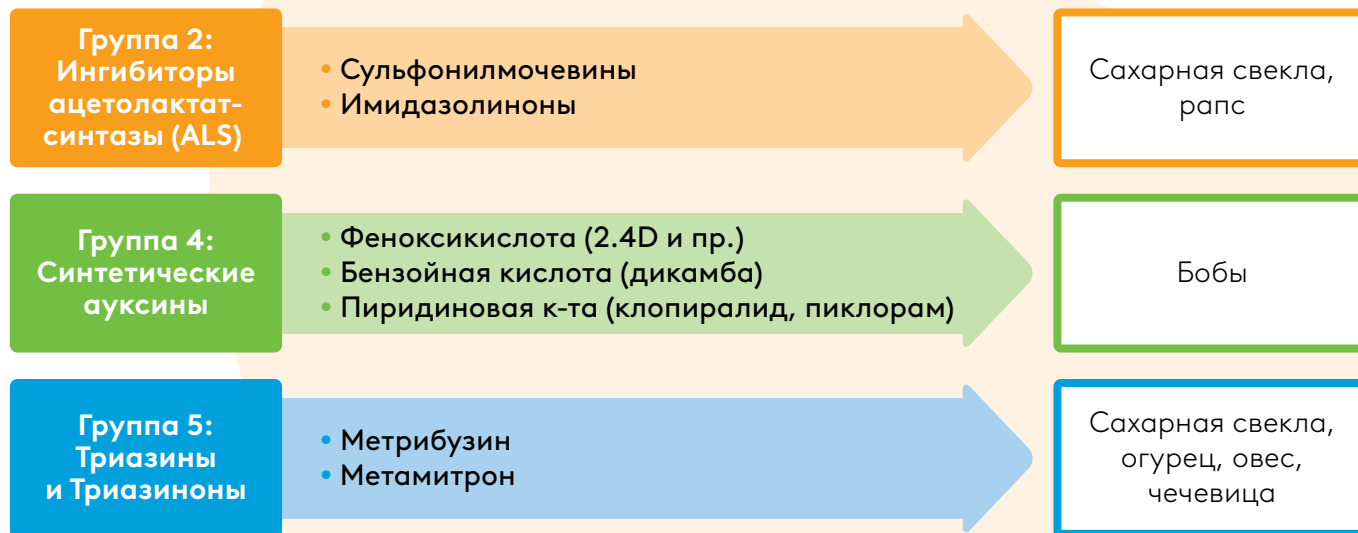 Группа 2:
Ингибиторы
ацетолактат-
синтазы (ALS)
• Сульфонилмочевины
• Имидазолиноны
Сахарная свекла,
рапс
Группа 4:
Синтетические
ауксины
• Феноксикислота (2.4D и пр.)
• Бензойная кислота (дикамба)
• Пиридиновая к-та (клопиралид, пиклорам)
Бобы
Группа 5:
Триазины
и Триазиноны
• Метрибузин
• Метамитрон
Сахарная свекла,
огурец, овес,
чечевица